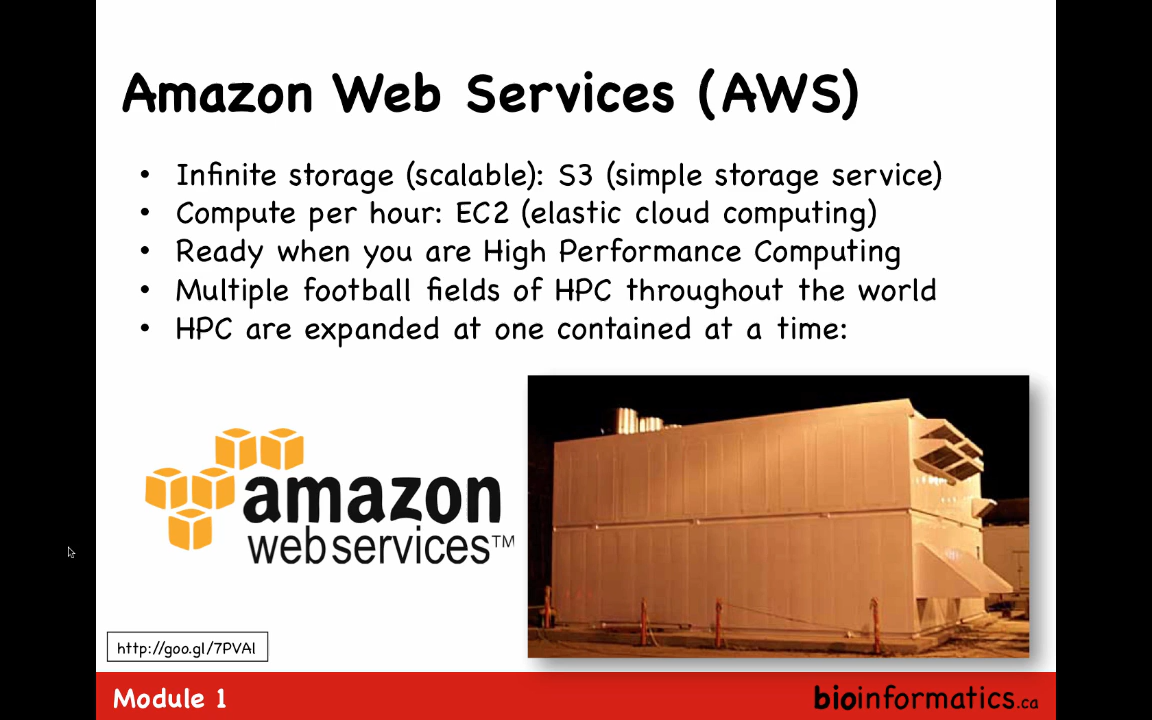 Amazon Web Services (AWS)
• Infinite storage (scalable): S3 (simple storage service)
• Compute per hour: EC2 (elastic cloud computing)
• Ready when you are High Performance Computing
• Multiple football fields of HPC throughout the world
• HPC are expanded at one contained at a time:
amazon
webservices™
http://goo.gl/7PVAl
Module 1
bioinformatics.ca